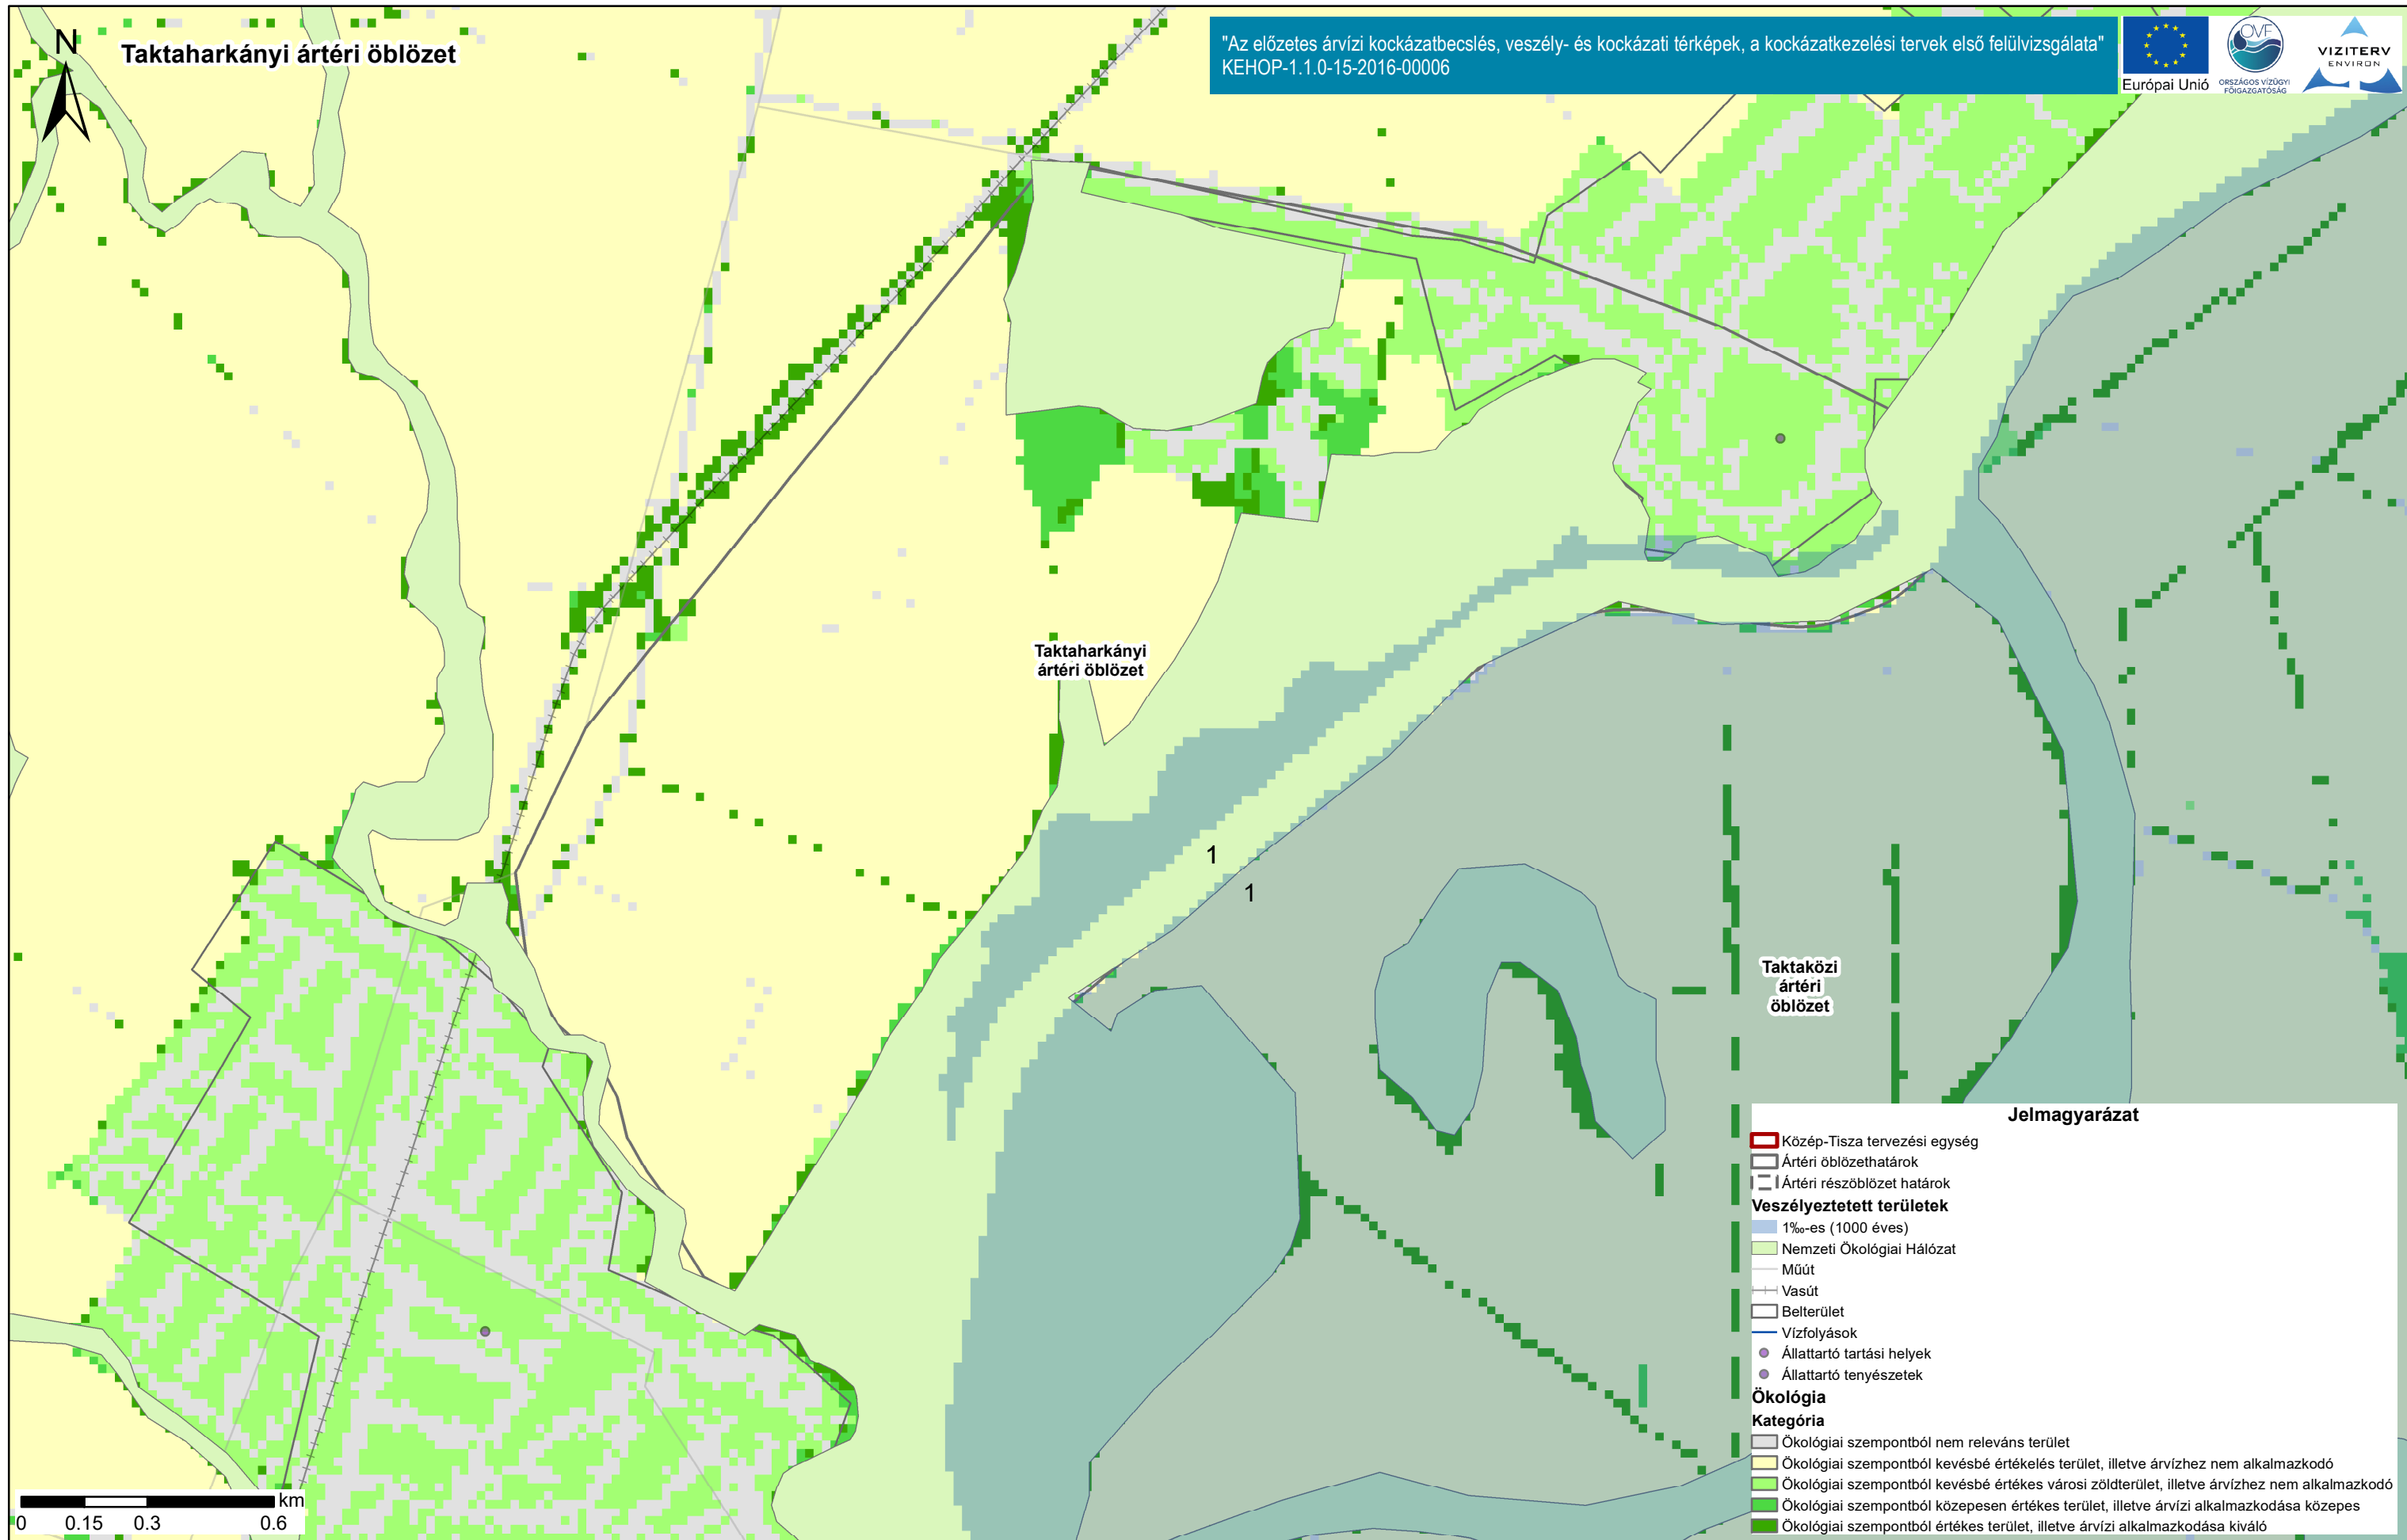 N
Taktaharkányi ártéri öblözet
"Az előzetes árvízi kockázatbecslés, veszély- és kockázati térképek, a kockázatkezelési tervek első felülvizsgálata"
KEHOP-1.1.0-15-2016-00006
Európai Unió
OVF
ORSZÁGOS VÍZÜGYI
FŐIGAZGATÓSÁG
VIZITERV
ENVIRON
Taktaharkányi
ártéri öblözet
1
1
Taktaközi
ártéri
öblözet
Jelmagyarázat
Közép-Tisza tervezési egység
Ártéri öblözethatárok
Ártéri részöblözet határok
Veszélyeztetett területek
1‰-es (1000 éves)
Nemzeti Ökológiai Hálózat
Műút
Vasút
Belterület
Vízfolyások
Állattartó tartási helyek
Állattartó tenyészetek
Ökológia
Kategória
Ökológiai szempontból nem releváns terület
Ökológiai szempontból kevésbé értékelés terület, illetve árvízhez nem alkalmazkodó
Ökológiai szempontból kevésbé értékes városi zöldterület, illetve árvízhez nem alkalmazkodó
Ökológiai szempontból közepesen értékes terület, illetve árvízi alkalmazkodása közepes
Ökológiai szempontból értékes terület, illetve árvízi alkalmazkodása kiváló
km
0 0.15 0.3 0.6